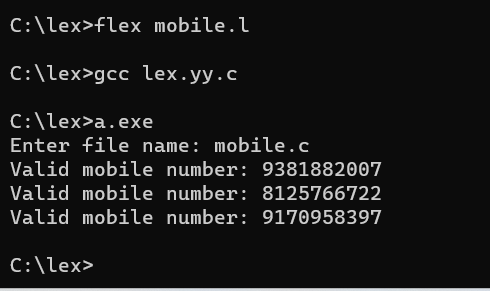 C:\lex>flex mobile.l
C:\lex>gcc lex.yy.c
C:\lex>a.exe
Enter file name: mobile.c
Valid mobile number: 9381882007
Valid mobile number: 8125766722
Valid mobile number: 9170958397
C:\lex>